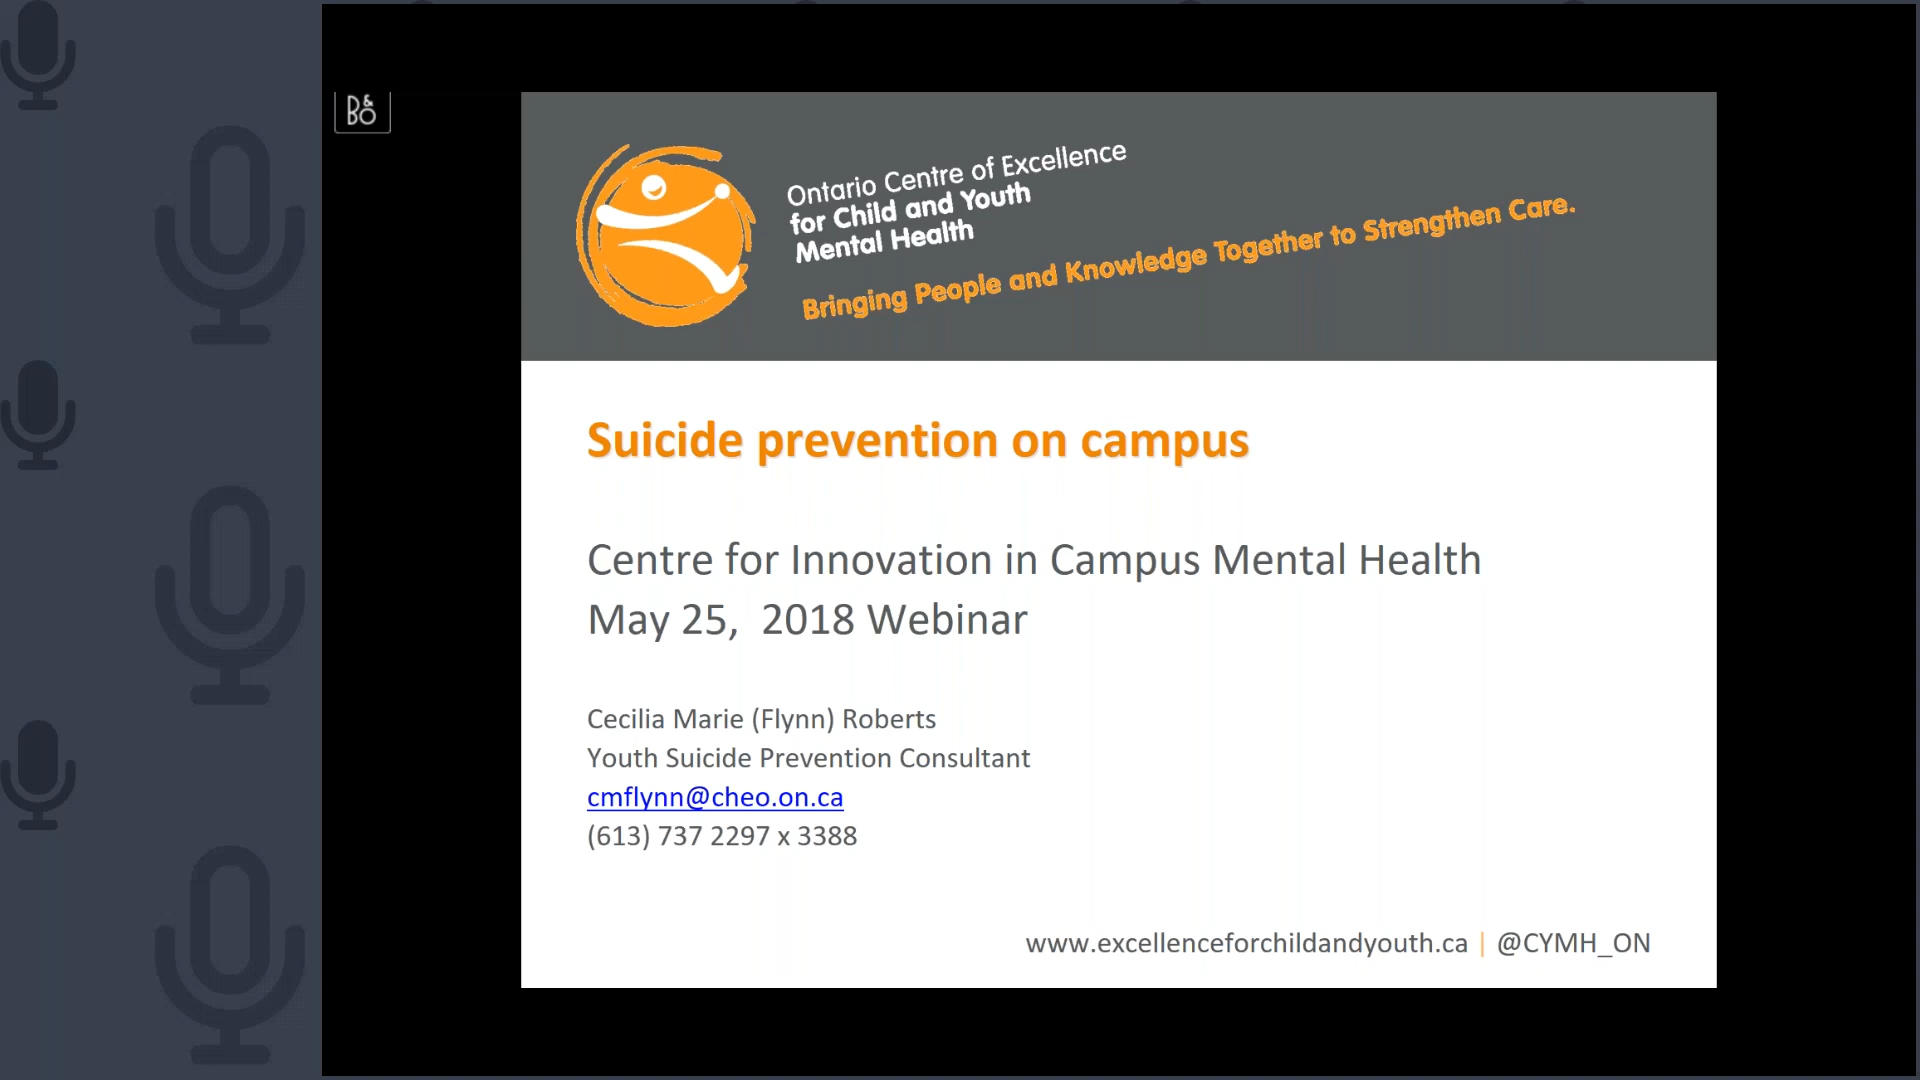 B&O
Ontario Centre of Excellence
for Child and Youth
Mental Health
Bringing People and Knowledge Together to Strengthen Care.
Suicide prevention on campus
Centre for Innovation in Campus Mental Health
May 25, 2018 Webinar
Cecilia Marie (Flynn) Roberts
Youth Suicide Prevention Consultant
cmflynn@cheo.on.ca
(613) 737 2297 x 3388
www.excellenceforchildandyouth.ca | @CYMH_ON